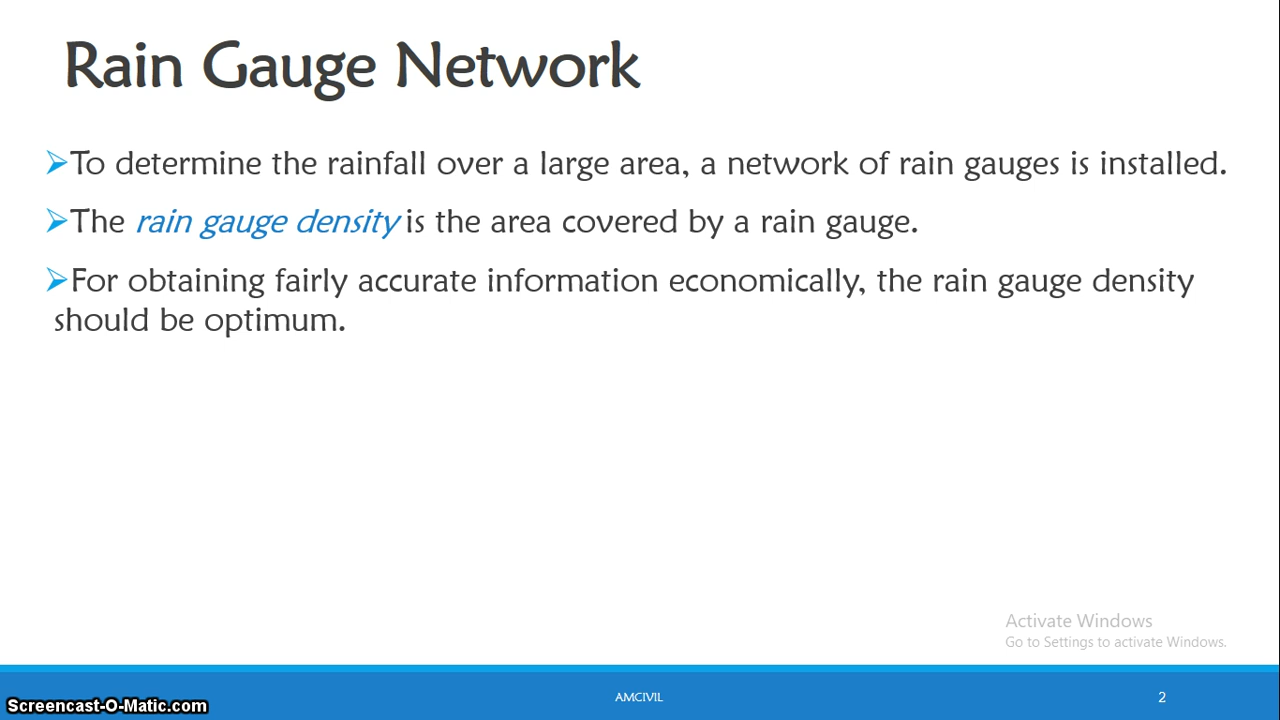 Rain Gauge Network
➢To determine the rainfall over a large area, a network of rain gauges is installed.
➢The rain gauge density is the area covered by a rain gauge.
➢For obtaining fairly accurate information economically, the rain gauge density
should be optimum.
Activate Windows
Go to Settings to activate Windows.
Screencast-O-Matic.com
AMCIVIL
2